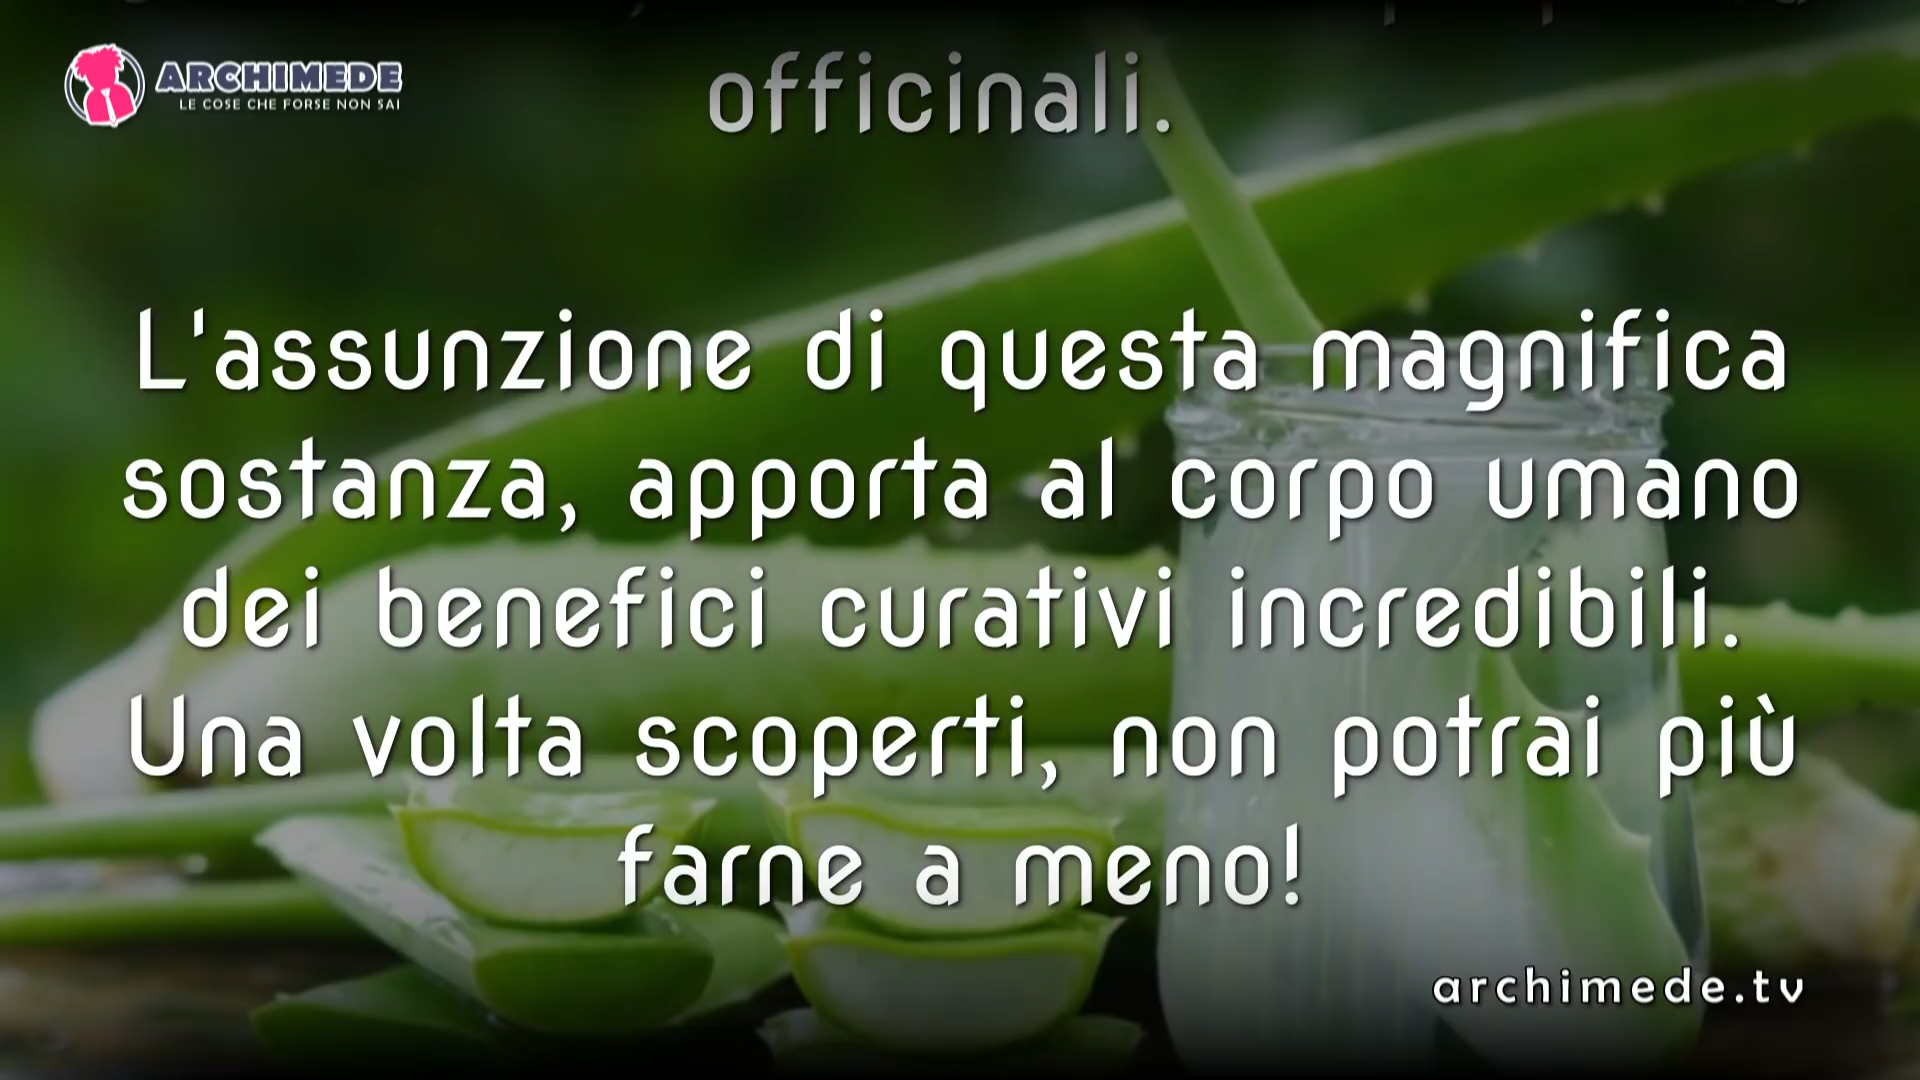 ARCHIMEDE
LE COSE CHE FORSE NON SAI
officinali.
L'assunzione di questa magnifica
sostanza, apporta al corpo umano
dei benefici curativi incredibili.
Una volta scoperti, non potrai più
farne a meno!
archimede.tv